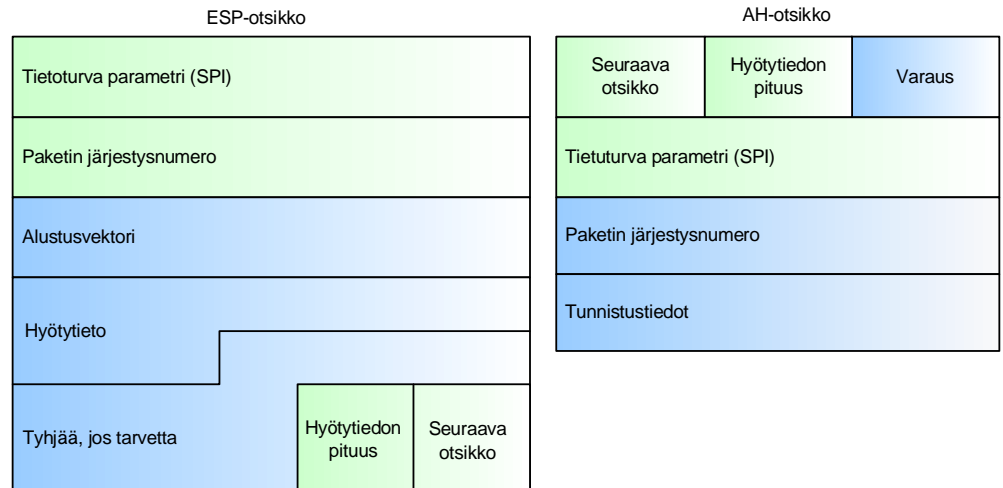 ESP-otsikko
Tietoturva parametri (SPI)
Paketin järjestysnumero
Alustusvektori
Hyötytieto
Tyhjää, jos tarvetta
Hyötytiedon
pituus
Seuraava
otsikko
AH-otsikko
Seuraava
otsikko
Hyötytiedon
pituus
Varaus
Tietuturva parametri (SPI)
Paketin järjestysnumero
Tunnistustiedot